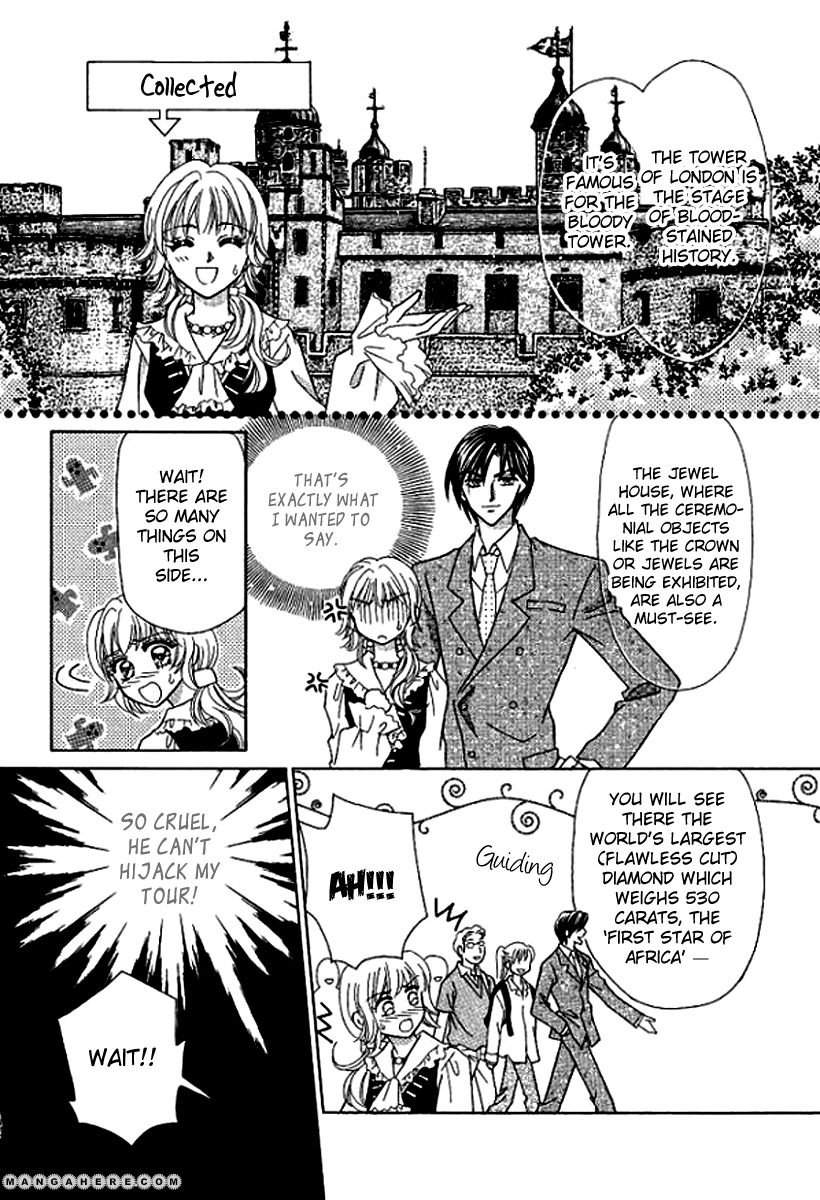 THE TOWER
OF LONDON IS
THE STAGE
OF BLOOD-
STAINED
HISTORY.
IT'S
FAMOUS
FOR THE
BLOODY
TOWER.
Collected
THE JEWEL
HOUSE, WHERE
ALL THE CEREMO-
NIAL OBJECTS
LIKE THE CROWN
OR JEWELS ARE
BEING EXHIBITED,
ARE ALSO A
MUST-SEE.
THAT'S
EXACTLY WHAT
I WANTED TO
SAY.
WAIT!
THERE ARE
SO MANY
THINGS ON
THIS
SIDE...
YOU WILL SEE
THERE THE
WORLD'S LARGEST
(FLAWLESS CUT)
DIAMOND WHICH
WEIGHS 530
CARATS, THE
'FIRST STAR OF
AFRICA' —
Guiding
AH!!!
SO CRUEL,
HE CAN'T
HIJACK MY
TOUR!
WAIT!!
MANGAHERE.COM